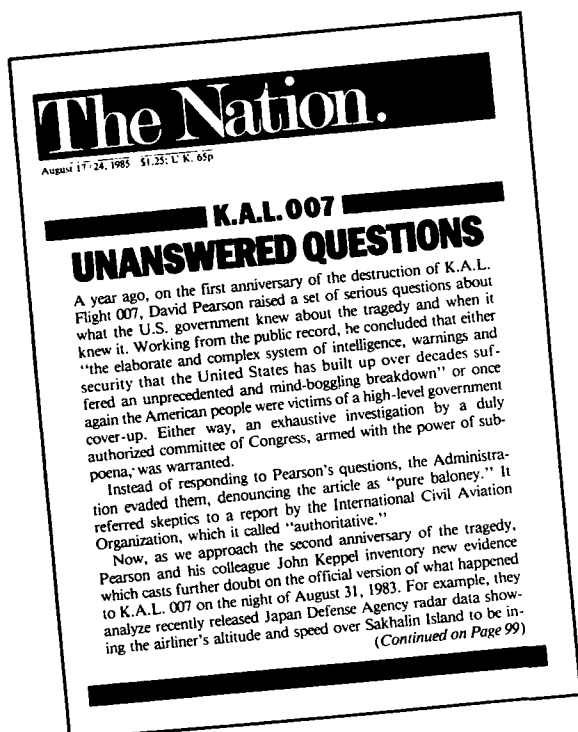 The Nation.
August 17/24, 1985 $1.25; U.K. 65p
K.A.L. 007
UNANSWERED QUESTIONS
A year ago, on the first anniversary of the destruction of K.A.L.
Flight 007, David Pearson raised a set of serious questions about
what the U.S. government knew about the tragedy and when it
knew it. Working from the public record, he concluded that either
“the elaborate and complex system of intelligence, warnings and
security that the United States has built up over decades suf-
fered an unprecedented and mind-boggling breakdown” or once
again the American people were victims of a high-level government
cover-up. Either way, an exhaustive investigation by a duly
authorized committee of Congress, armed with the power of sub-
poena, was warranted.
Instead of responding to Pearson's questions, the Administra-
tion evaded them, denouncing the article as “pure baloney.” It
referred skeptics to a report by the International Civil Aviation
Organization, which it called “authoritative.”
Now, as we approach the second anniversary of the tragedy,
Pearson and his colleague John Keppel inventory new evidence
which casts further doubt on the official version of what happened
to K.A.L. 007 on the night of August 31, 1983. For example, they
analyze recently released Japan Defense Agency radar data show-
ing the airliner's altitude and speed over Sakhalin Island to be in-
(Continued on Page 99)